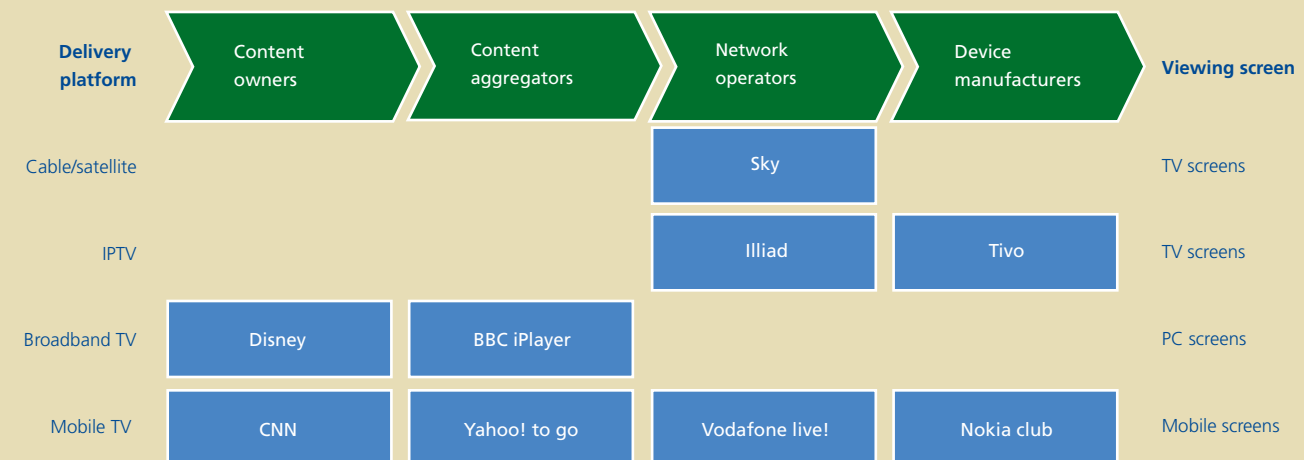 Delivery
platform
Content
owners
Content
aggregators
Network
operators
Device
manufacturers
Viewing screen
Cable/satellite
Sky
TV screens
IPTV
Illiad
Tivo
TV screens
Broadband TV
Disney
BBC iPlayer
PC screens
Mobile TV
CNN
Yahoo! to go
Vodafone live!
Nokia club
Mobile screens